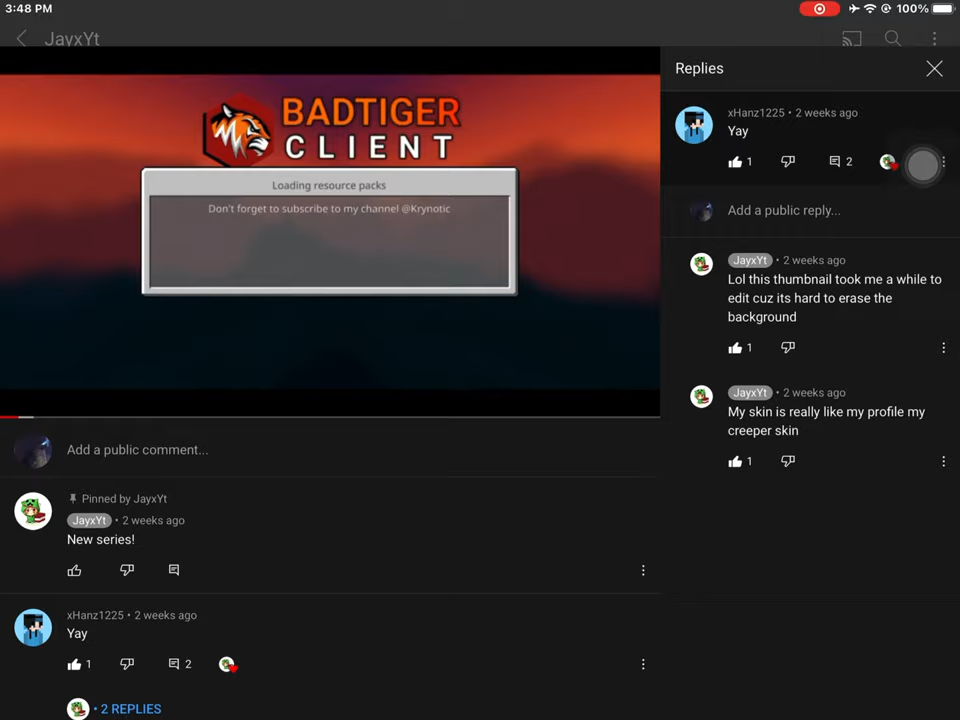 3:48 PM
100%
JayxYt
BADTIGER
CLIENT
Loading resource packs
Don't forget to subscribe to my channel @Krynotic
Add a public comment...
Pinned by JayxYt
JayxYt • 2 weeks ago
New series!
xHanz1225 • 2 weeks ago
Yay
1
2
• 2 REPLIES
Replies
xHanz1225 • 2 weeks ago
Yay
1
2
Add a public reply...
JayxYt • 2 weeks ago
Lol this thumbnail took me a while to
edit cuz its hard to erase the
background
1
JayxYt • 2 weeks ago
My skin is really like my profile my
creeper skin
1